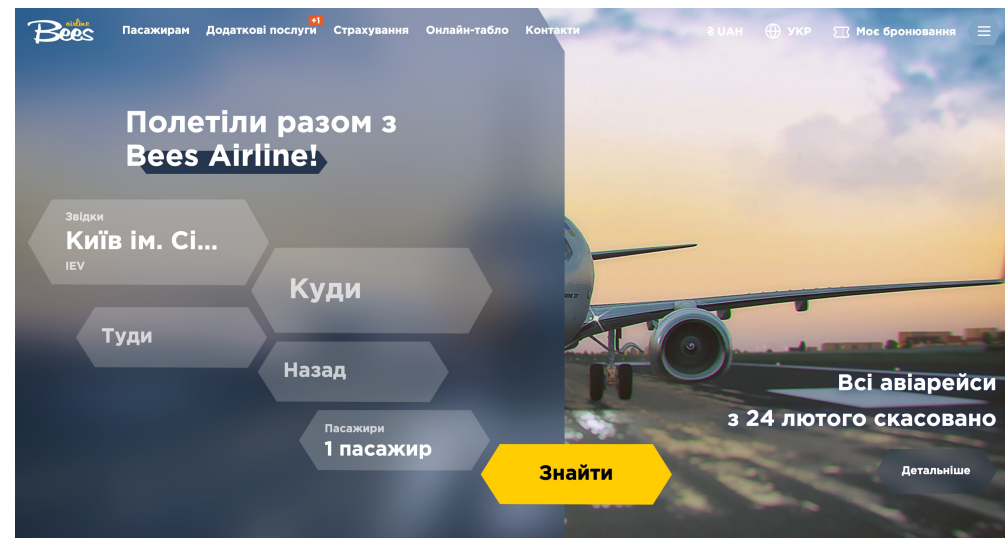 Bees airline
Пасажирам
Додаткові послуги
+1
Страхування
Онлайн-табло
Контакти
₴ UAH
УКР
Моє бронювання
Полетіли разом з
Bees Airline!
Звідки
Київ ім. Сі...
IEV
Куди
Туди
Назад
Пасажири
1 пасажир
Знайти
Всі авіарейси
з 24 лютого скасовано
Детальніше